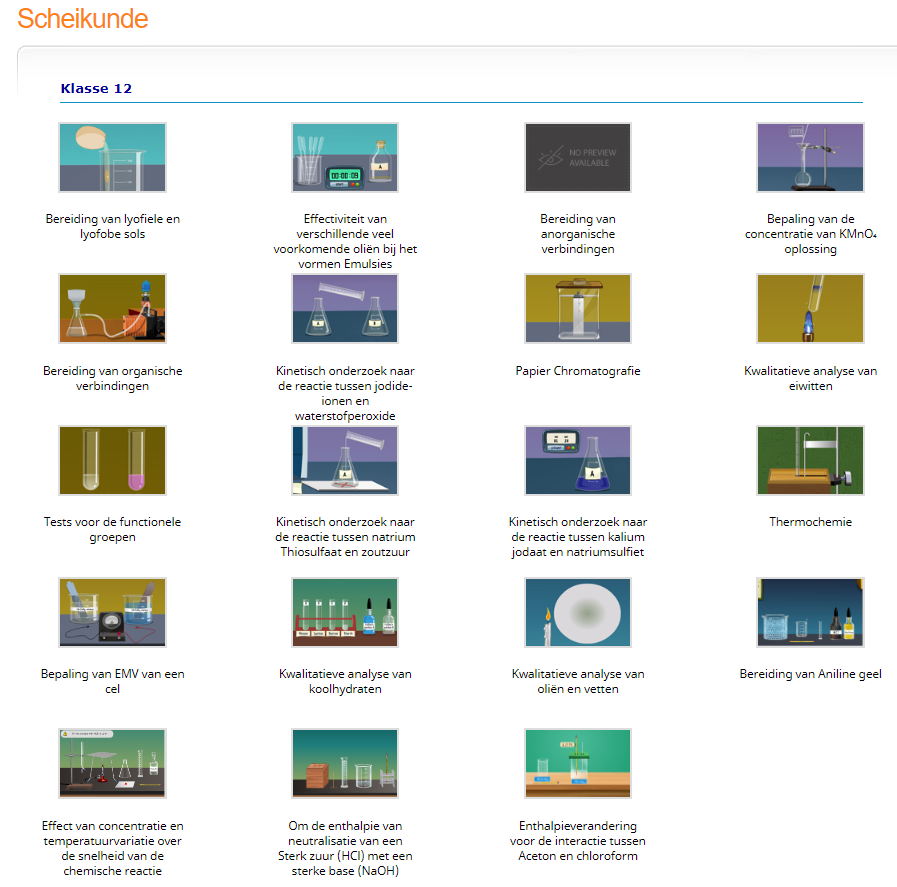 Scheikunde
Klasse 12
NO PREVIEW
AVAILABLE
00:00:09
A
Bereiding van lyofiele en
lyofobe sols
Effectiviteit van
verschillende veel
voorkomende oliën bij het
vormen Emulsies
Bereiding van
anorganische
verbindingen
Bepaling van de
concentratie van KMnO₄
oplossing
A
B
Bereiding van organische
verbindingen
Kinetisch onderzoek naar
de reactie tussen jodide-
ionen en
waterstofperoxide
Papier Chromatografie
Kwalitatieve analyse van
eiwitten
A
A
Tests voor de functionele
groepen
Kinetisch onderzoek naar
de reactie tussen natrium
Thiosulfaat en zoutzuur
Kinetisch onderzoek naar
de reactie tussen kalium
jodaat en natriumsulfiet
Thermochemie
Bepaling van EMV van een
cel
Kwalitatieve analyse van
koolhydraten
Kwalitatieve analyse van
oliën en vetten
Bereiding van Aniline geel
Effect van concentratie en
temperatuurvariatie over
de snelheid van de
chemische reactie
Om de enthalpie van
neutralisatie van een
Sterk zuur (HCl) met een
sterke base (NaOH)
Enthalpieverandering
voor de interactie tussen
Aceton en chloroform